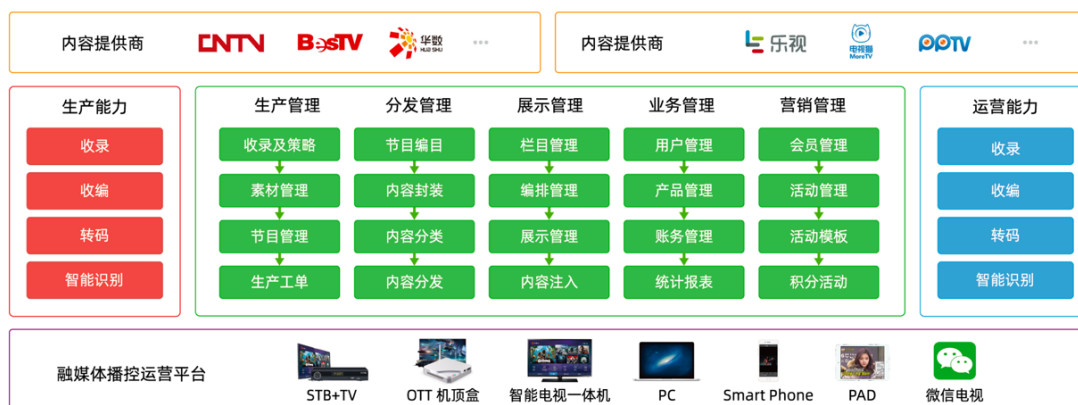 内容提供商 CNTV BesTV 华数 HUA SHU ...
内容提供商 乐视 电视猫 MoreTV PPTV ...
生产能力
收录
收编
转码
智能识别
生产管理 分发管理 展示管理 业务管理 营销管理
收录及策略 节目编目 栏目管理 用户管理 会员管理
素材管理 内容封装 编排管理 产品管理 活动管理
节目管理 内容分类 展示管理 账务管理 活动模板
生产工单 内容分发 内容注入 统计报表 积分活动
运营能力
收录
收编
转码
智能识别
融媒体播控运营平台
STB+TV OTT 机顶盒 智能电视一体机 PC Smart Phone PAD 微信电视